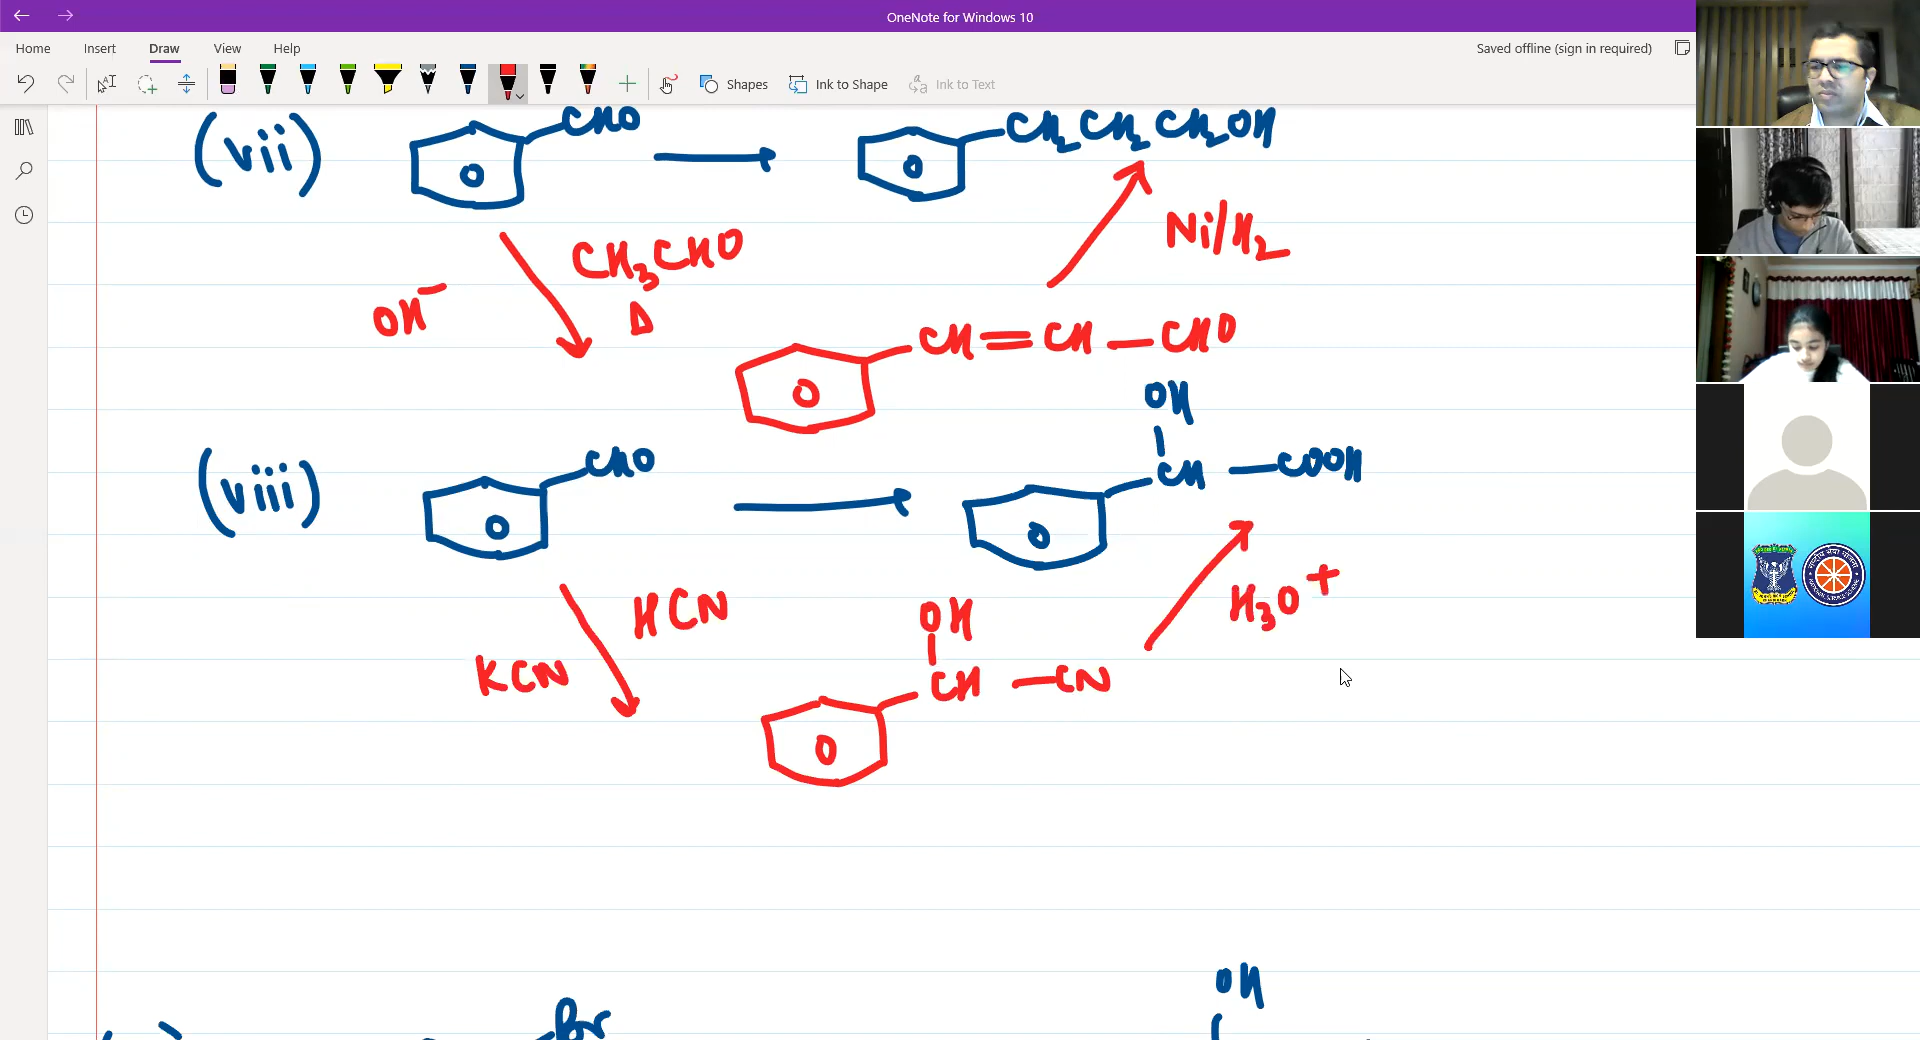 OneNote for Windows 10
Home Insert Draw View Help
Saved offline (sign in required)
Shapes Ink to Shape Ink to Text
(vii) CHO CH2CH2CH2OH
CH3CHO Ni/H2
OH− Δ
CH=CH—CHO
OH
(viii) CHO CH—COOH
HCN H3O+
KCN
OH
CH—CN
OH
Br